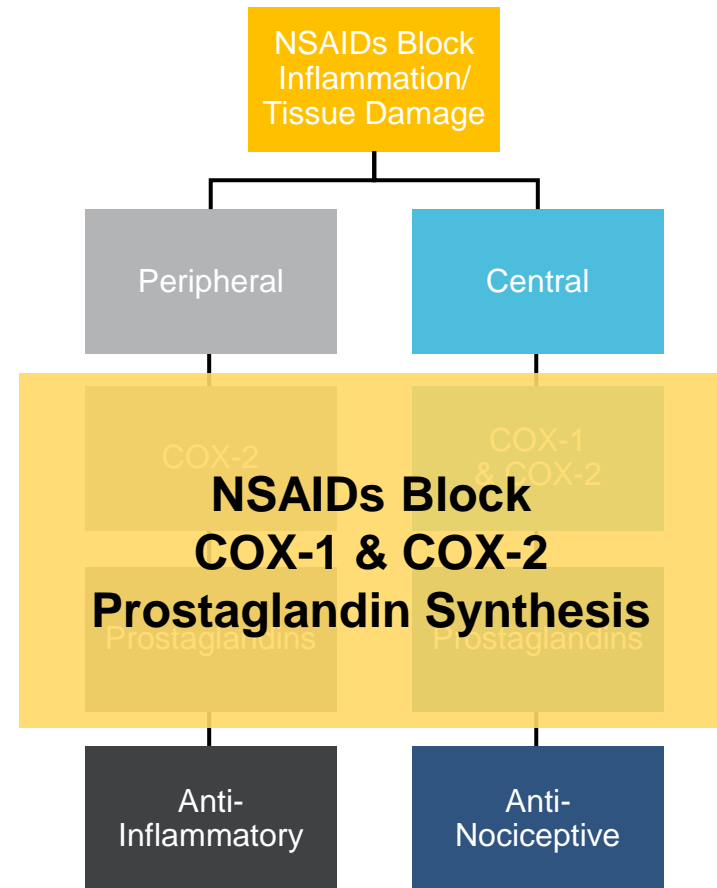 NSAIDs Block
Inflammation/
Tissue Damage
Peripheral
Central
COX-2
COX-1
& COX-2
NSAIDs Block
COX-1 & COX-2
Prostaglandin Synthesis
Prostaglandins
Prostaglandins
Anti-
Inflammatory
Anti-
Nociceptive